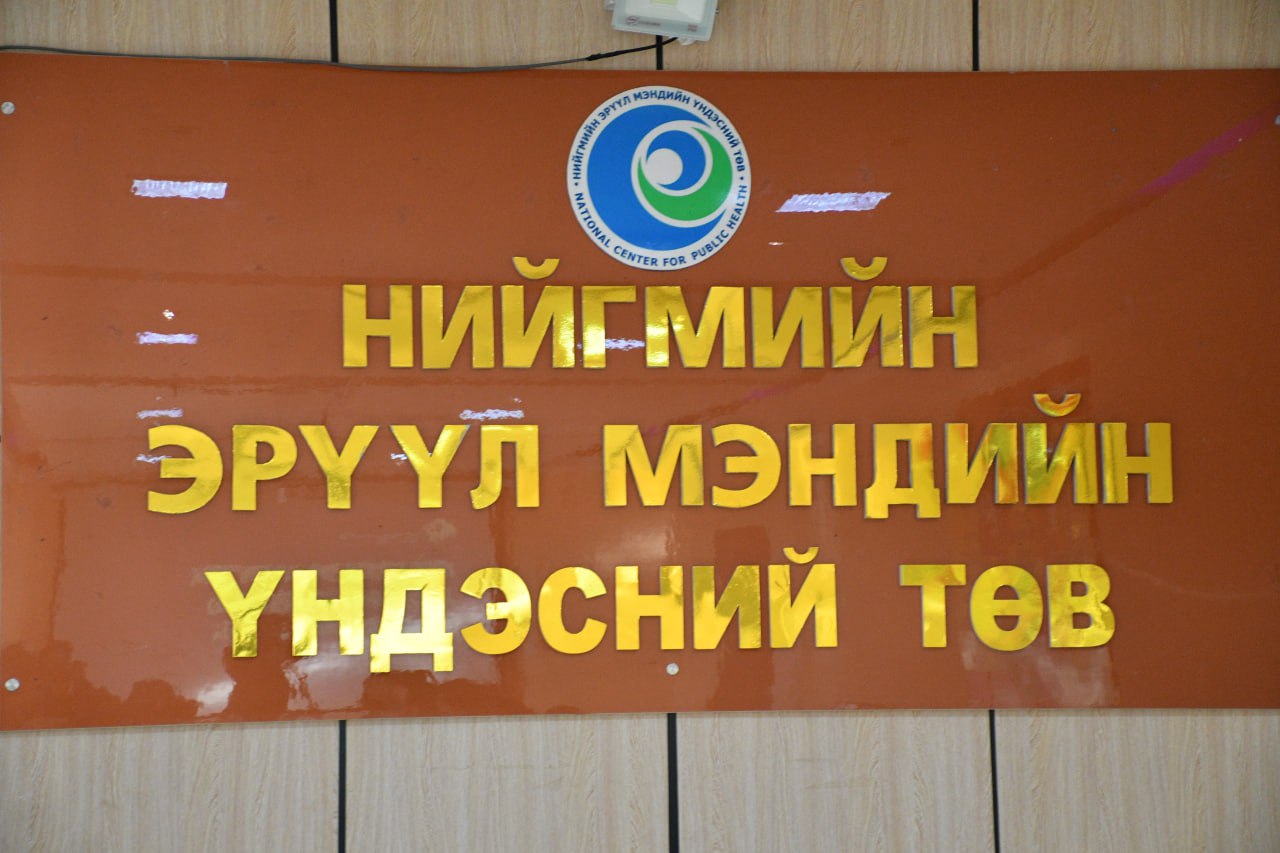 НИЙГМИЙН ЭРҮҮЛ МЭНДИЙН ҮНДЭСНИЙ ТӨВ
NATIONAL CENTER FOR PUBLIC HEALTH
НИЙГМИЙН
ЭРҮҮЛ МЭНДИЙН
ҮНДЭСНИЙ ТӨВ